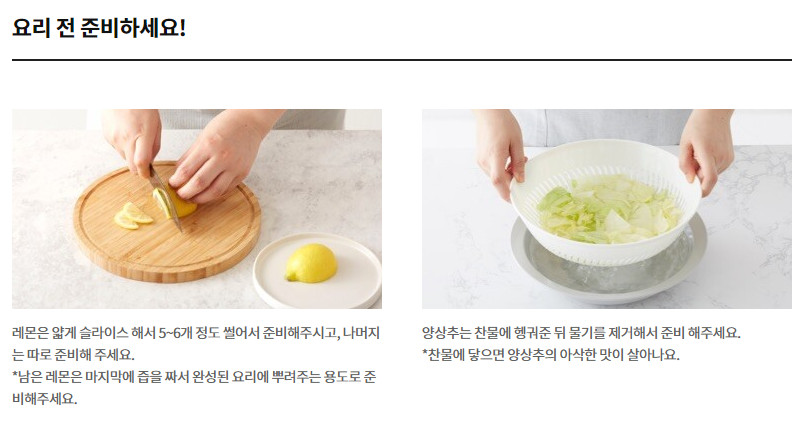 요리 전 준비하세요!
레몬은 얇게 슬라이스 해서 5~6개 정도 썰어서 준비해주시고, 나머지
는 따로 준비해 주세요.
*남은 레몬은 마지막에 즙을 짜서 완성된 요리에 뿌려주는 용도로 준
비해주세요.
양상추는 찬물에 헹궈준 뒤 물기를 제거해서 준비 해주세요.
*찬물에 닿으면 양상추의 아삭한 맛이 살아나요.